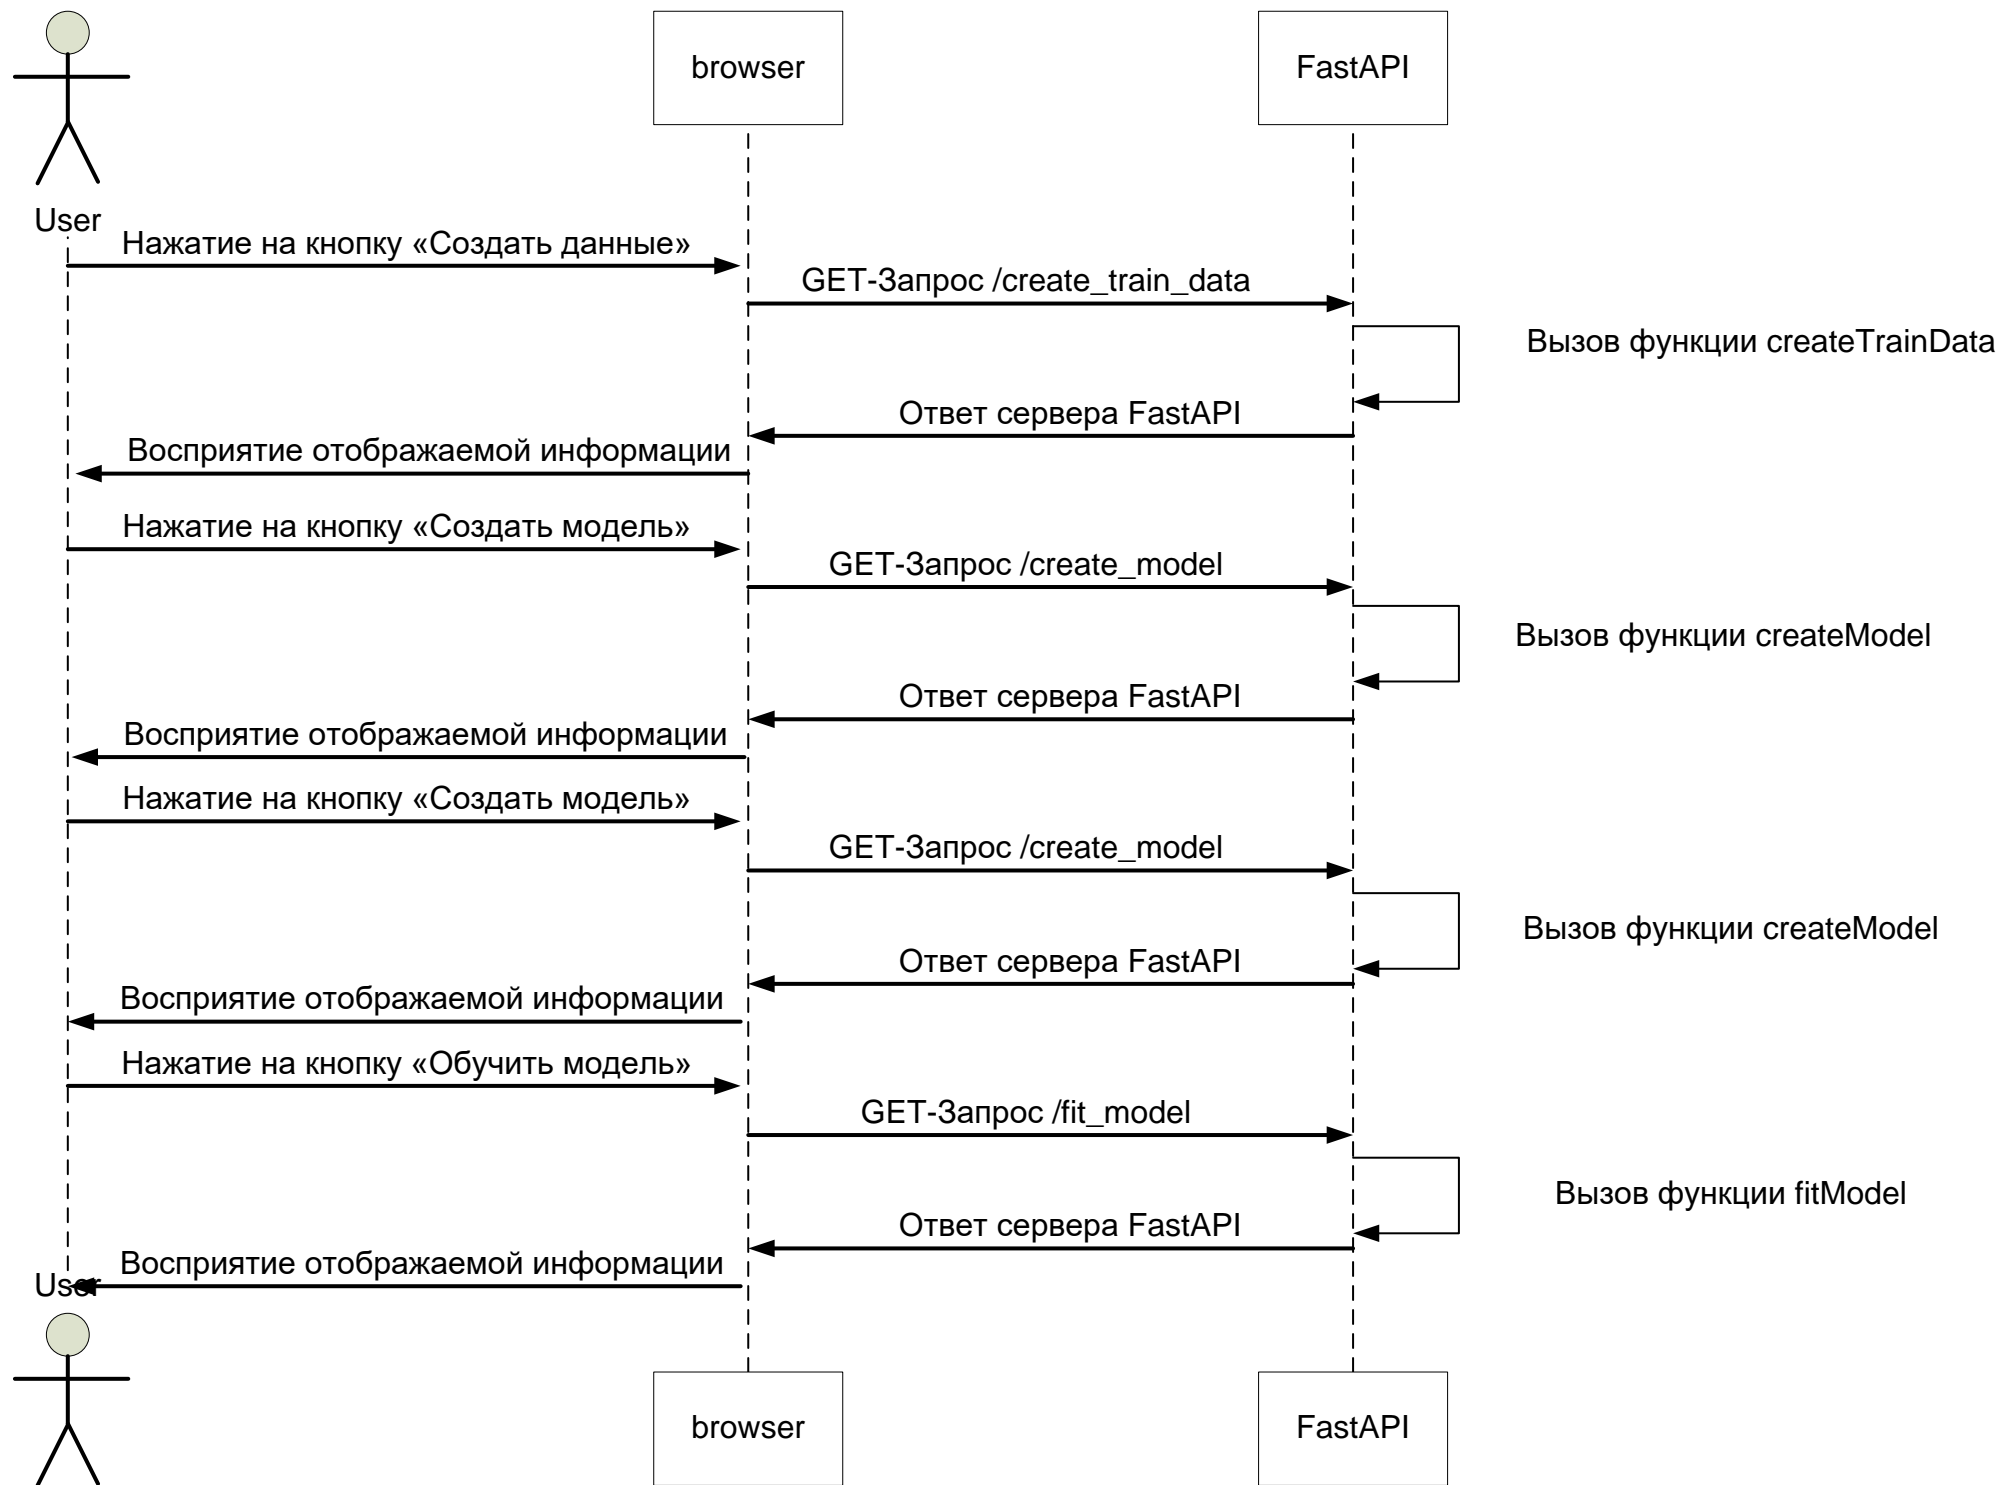 browser
FastAPI
User
Нажатие на кнопку «Создать данные»
GET-Запрос /create_train_data
Вызов функции createTrainData
Ответ сервера FastAPI
Восприятие отображаемой информации
Нажатие на кнопку «Создать модель»
GET-Запрос /create_model
Вызов функции createModel
Ответ сервера FastAPI
Восприятие отображаемой информации
Нажатие на кнопку «Создать модель»
GET-Запрос /create_model
Вызов функции createModel
Ответ сервера FastAPI
Восприятие отображаемой информации
Нажатие на кнопку «Обучить модель»
GET-Запрос /fit_model
Вызов функции fitModel
Ответ сервера FastAPI
Восприятие отображаемой информации
User
browser
FastAPI